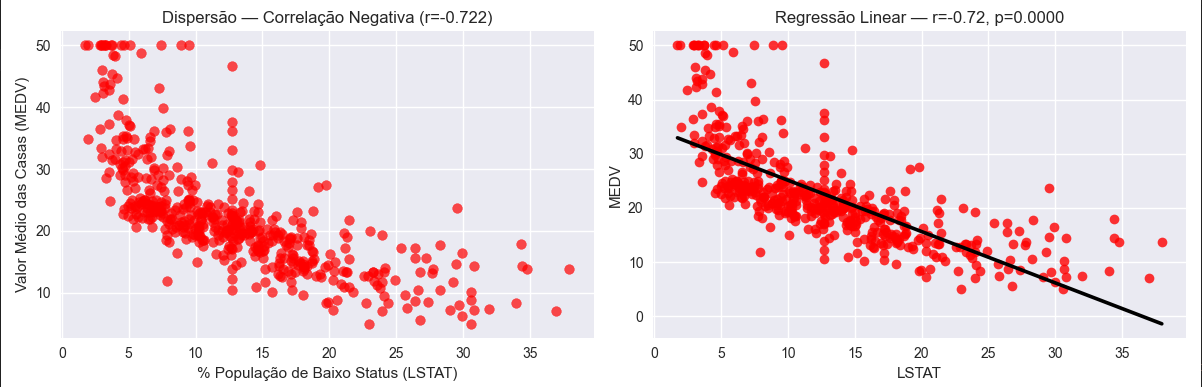 Dispersão — Correlação Negativa (r=-0.722)
50
40
30
20
10
Valor Médio das Casas (MEDV)
0 5 10 15 20 25 30 35
% População de Baixo Status (LSTAT)
Regressão Linear — r=-0.72, p=0.0000
50
40
30
20
10
0
MEDV
0 5 10 15 20 25 30 35
LSTAT